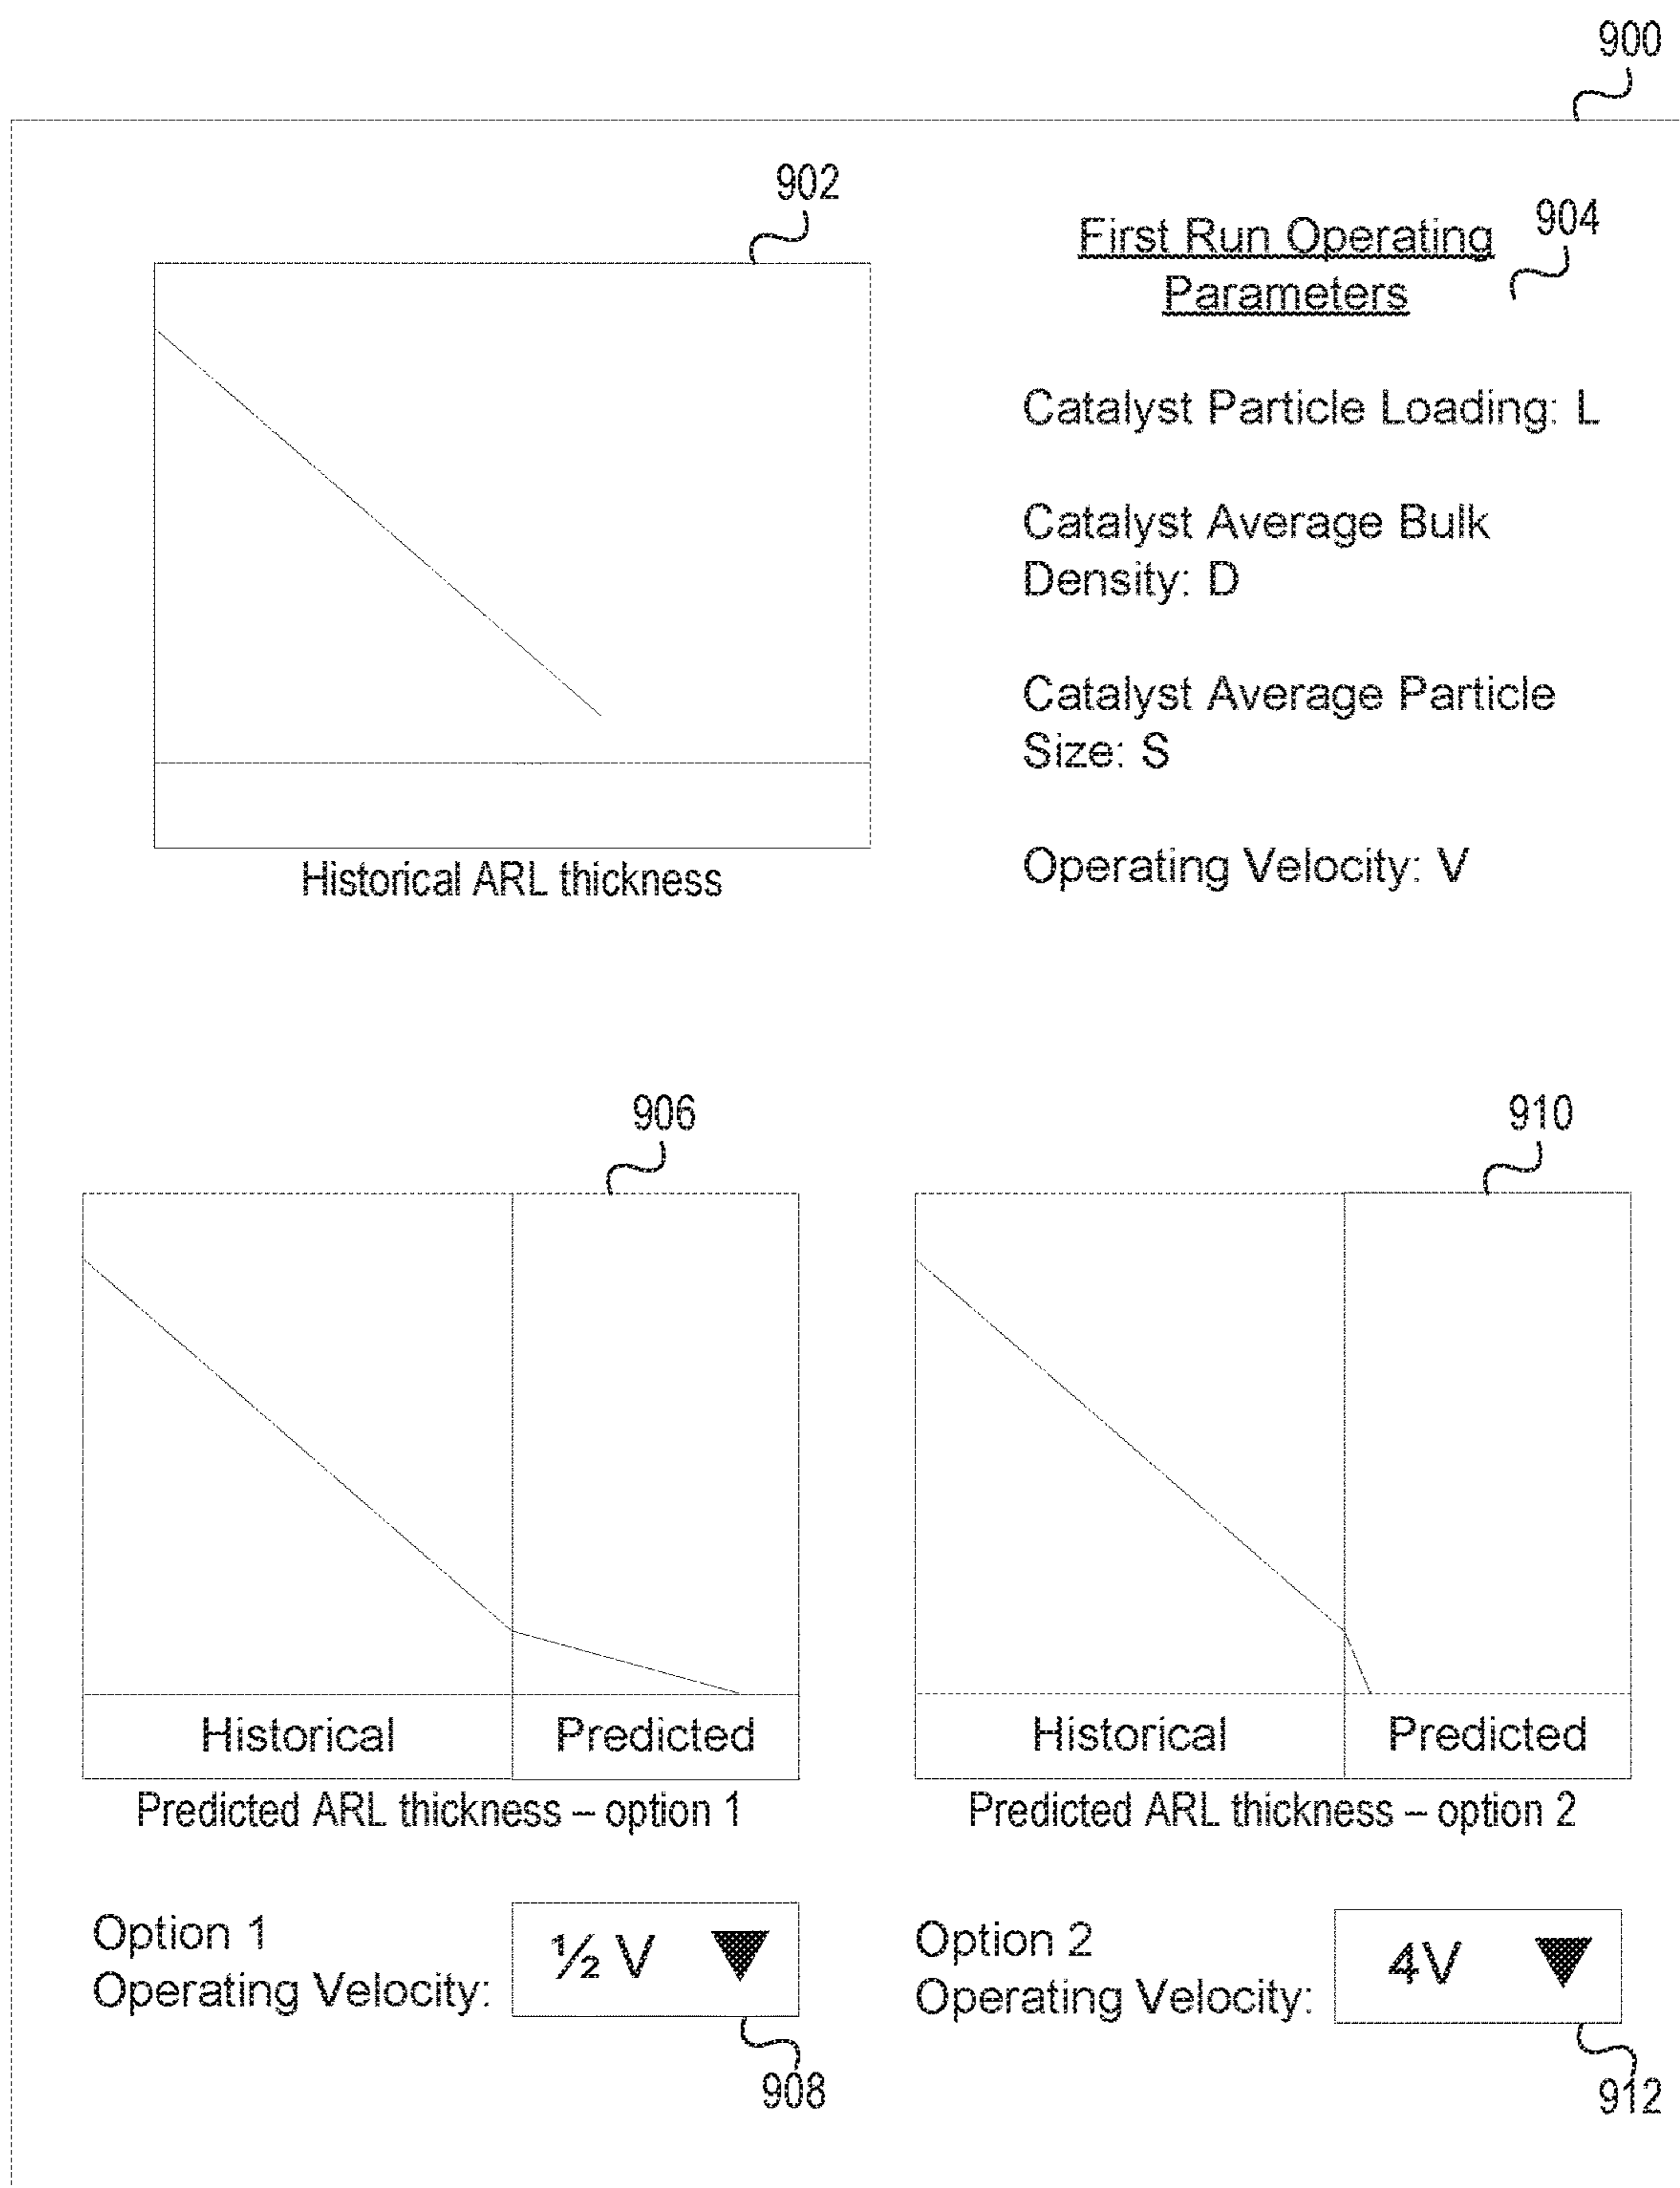 900
902
904
First Run Operating
Parameters
Catalyst Particle Loading: L
Catalyst Average Bulk
Density: D
Catalyst Average Particle
Size: S
Operating Velocity: V
Historical ARL thickness
906
910
Historical
Predicted
Historical
Predicted
Predicted ARL thickness – option 1
Predicted ARL thickness – option 2
Option 1
Operating Velocity:
½ V
908
Option 2
Operating Velocity:
4V
912